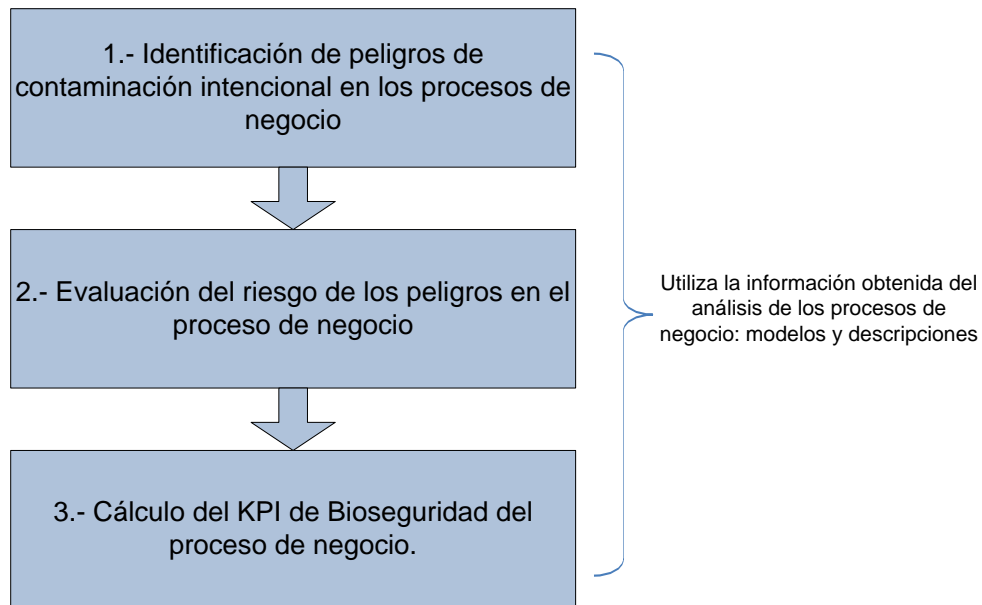 1.- Identificación de peligros de
contaminación intencional en los procesos de
negocio
2.- Evaluación del riesgo de los peligros en el
proceso de negocio
Utiliza la información obtenida del
análisis de los procesos de
negocio: modelos y descripciones
3.- Cálculo del KPI de Bioseguridad del
proceso de negocio.